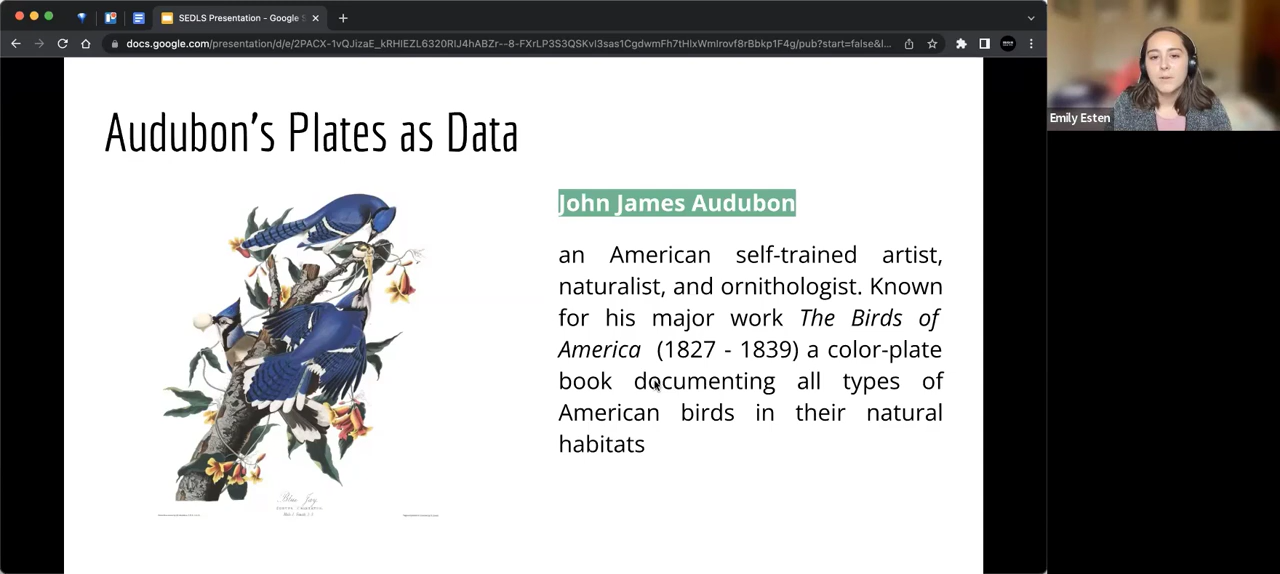 SEDLS Presentation - Google S
docs.google.com/presentation/d/e/2PACX-1vQJizaE_kRHIEZL6320RIJ4hABZr--8-FXrLP3S3QSKvI3sas1CgdwmFh7tHlxWmIrovf8rBbkp1F4g/pub?start=false&l...
Emily Esten
Audubon's Plates as Data
John James Audubon
an American self-trained artist,
naturalist, and ornithologist. Known
for his major work The Birds of
America (1827 - 1839) a color-plate
book documenting all types of
American birds in their natural
habitats
Blue Jay